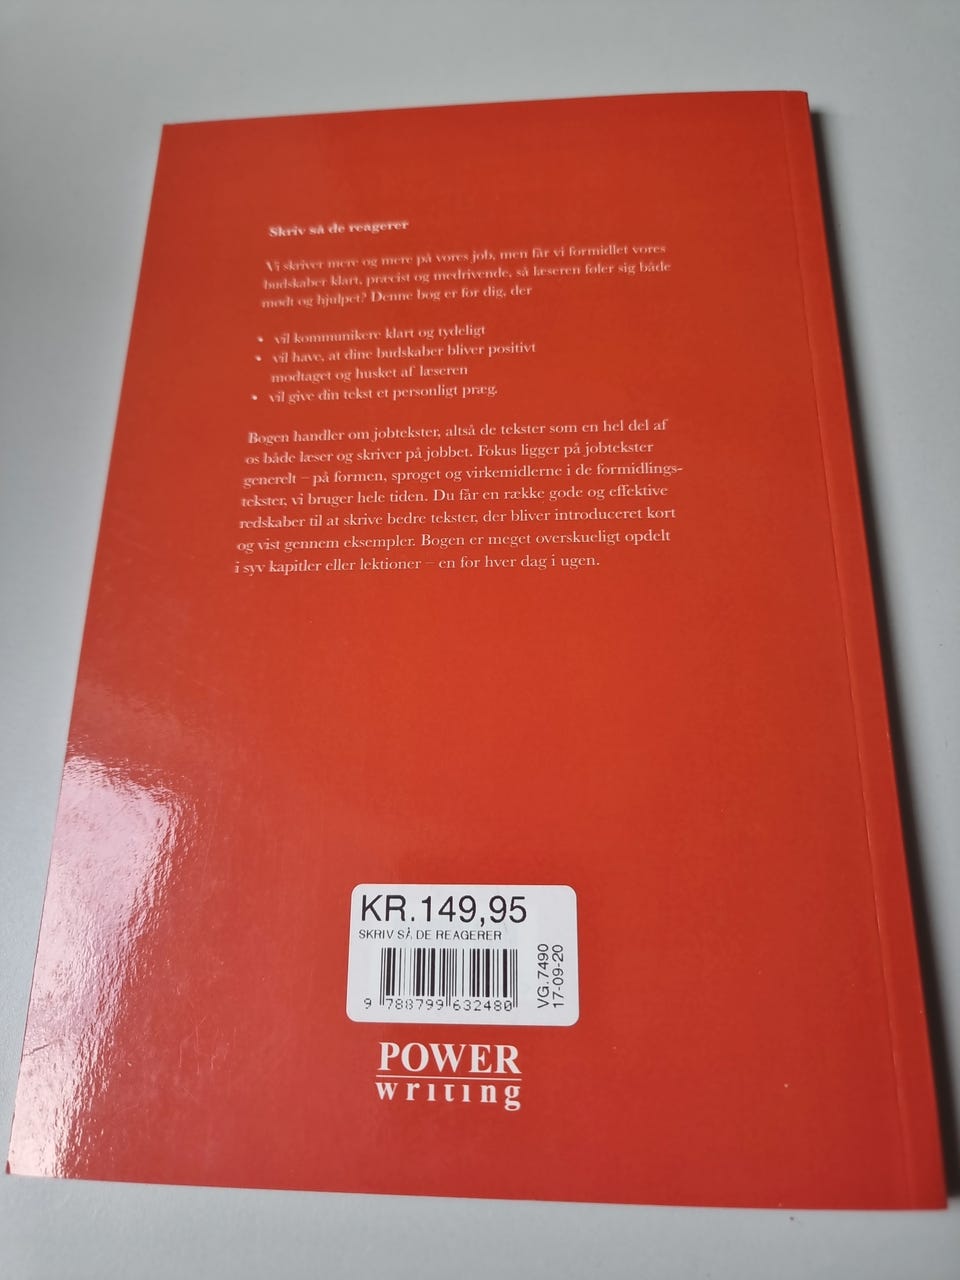 Skriv så de reagerer
Vi skriver mere og mere på vores job, men får vi formidlet vores
budskaber klart, præcist og medrivende, så læseren føler sig både
mødt og hjulpet? Denne bog er for dig, der
• vil kommunikere klart og tydeligt
• vil have, at dine budskaber bliver positivt
modtaget og husket af læseren
• vil give din tekst et personligt præg.
Bogen handler om jobtekster, altså de tekster som en hel del af
os både læser og skriver på jobbet. Fokus ligger på jobtekster
generelt – på formen, sproget og virkemidlerne i de formidlings-
tekster, vi bruger hele tiden. Du får en række gode og effektive
redskaber til at skrive bedre tekster, der bliver introduceret kort
og vist gennem eksempler. Bogen er meget overskueligt opdelt
i syv kapitler eller lektioner – en for hver dag i ugen.
KR.149,95
SKRIV SÅ DE REAGERER
9 788799 632480
VG.7490
17-09-20
POWER
writing